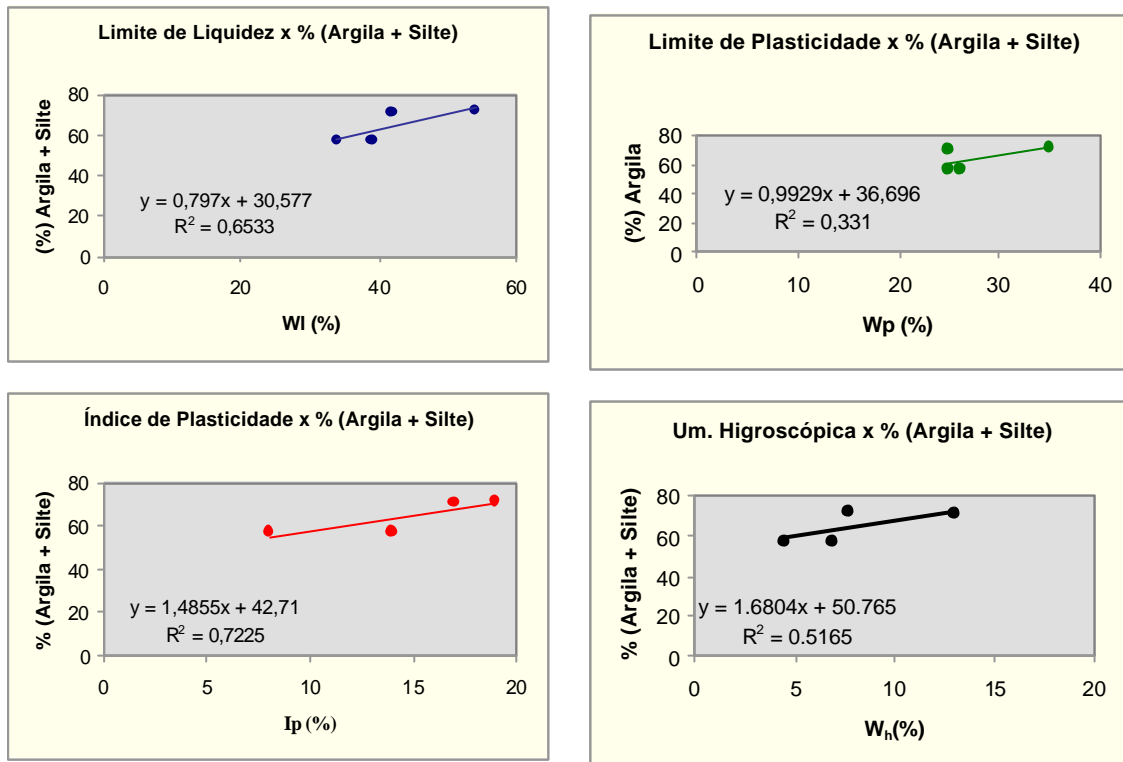 Limite de Liquidez x % (Argila + Silte)
(%) Argila + Silte
80
60
40
20
0
y = 0,797x + 30,577
R² = 0,6533
0 20 40 60
Wl (%)
Limite de Plasticidade x % (Argila + Silte)
(%) Argila
80
60
40
20
0
y = 0,9929x + 36,696
R² = 0,331
0 10 20 30 40
Wp (%)
Índice de Plasticidade x % (Argila + Silte)
% (Argila + Silte)
80
60
40
20
0
y = 1,4855x + 42,71
R² = 0,7225
0 5 10 15 20
Ip (%)
Um. Higroscópica x % (Argila + Silte)
% (Argila + Silte)
80
60
40
20
0
y = 1.6804x + 50.765
R² = 0.5165
0 5 10 15 20
Wₕ(%)